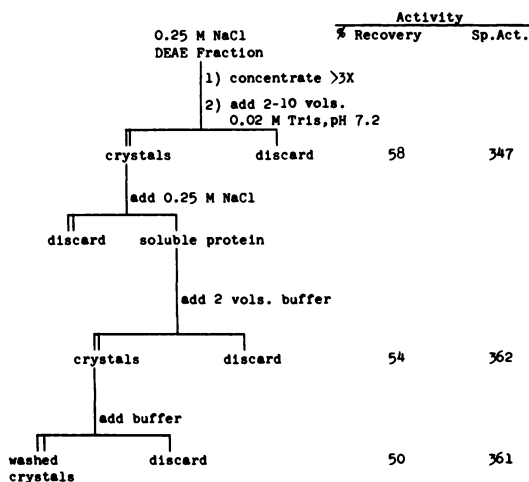 Activity
% Recovery Sp.Act.
0.25 M NaCl
DEAE Fraction
1) concentrate >3X
2) add 2-10 vols.
0.02 M Tris,pH 7.2
crystals discard 58 347
add 0.25 M NaCl
discard soluble protein
add 2 vols. buffer
crystals discard 54 362
add buffer
washed discard 50 361
crystals